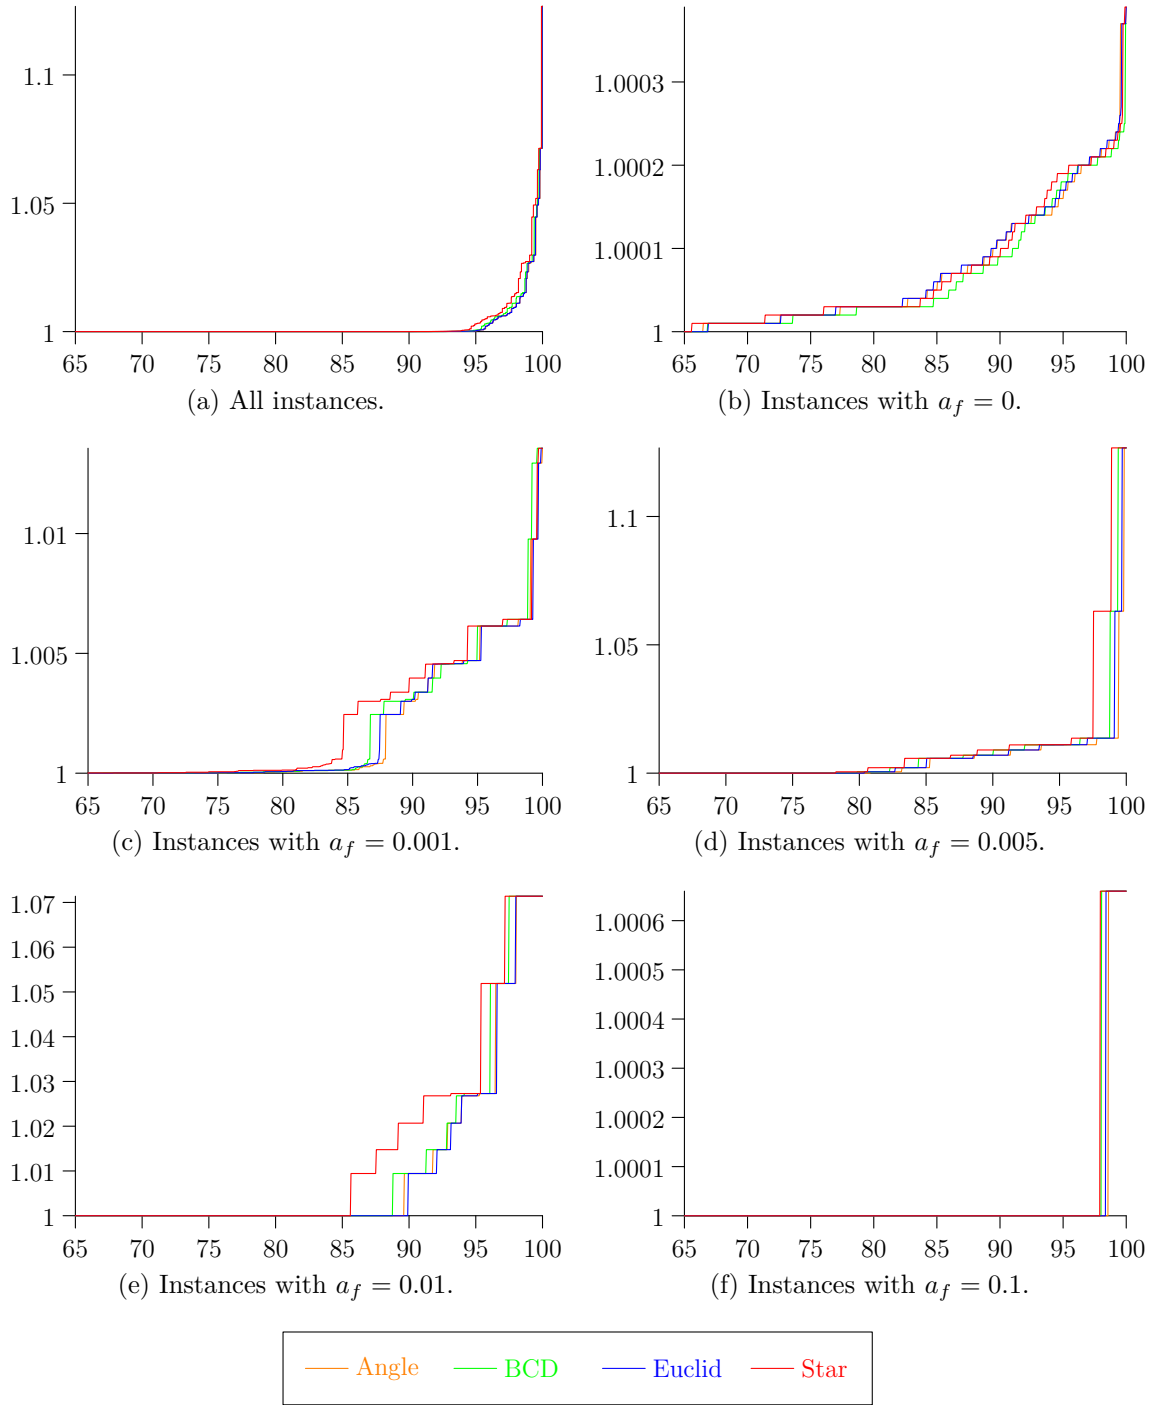 1.1
1.05
1
65 70 75 80 85 90 95 100
(a) All instances.
1.0003
1.0002
1.0001
1
65 70 75 80 85 90 95 100
(b) Instances with a_f = 0.
1.01
1.005
1
65 70 75 80 85 90 95 100
(c) Instances with a_f = 0.001.
1.1
1.05
1
65 70 75 80 85 90 95 100
(d) Instances with a_f = 0.005.
1.07
1.06
1.05
1.04
1.03
1.02
1.01
1
65 70 75 80 85 90 95 100
(e) Instances with a_f = 0.01.
1.0006
1.0005
1.0004
1.0003
1.0002
1.0001
1
65 70 75 80 85 90 95 100
(f) Instances with a_f = 0.1.
Angle BCD Euclid Star